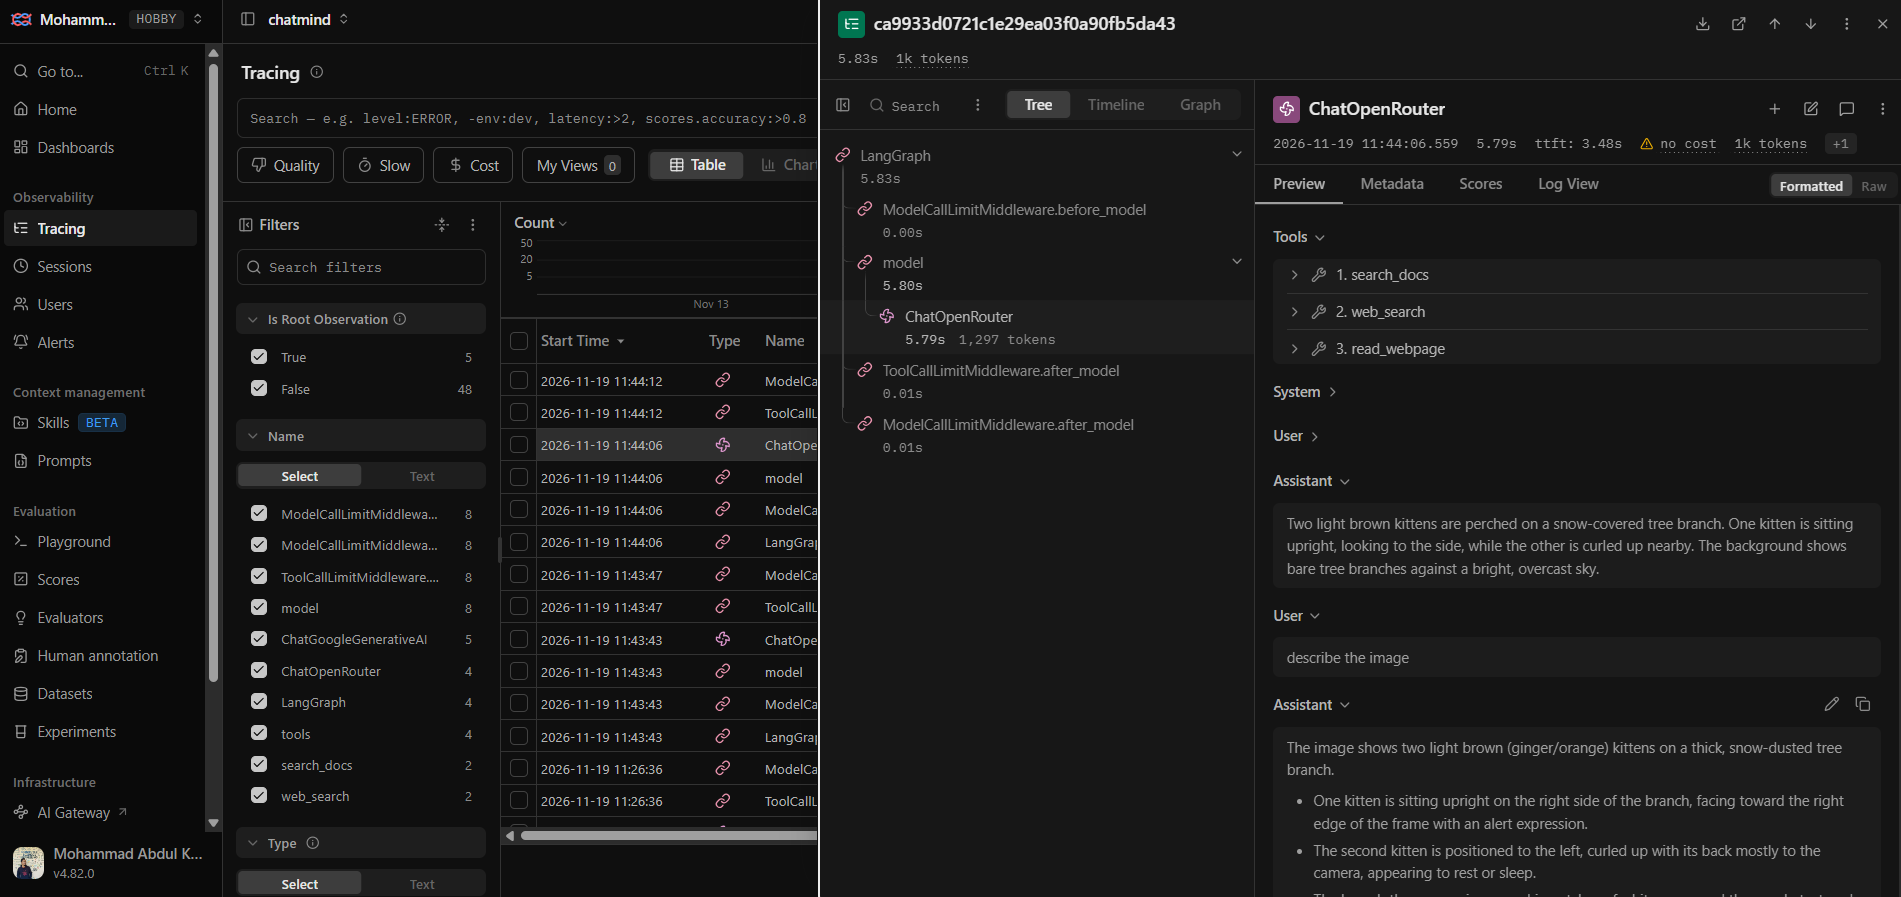 Mohamm...
HOBBY
Go to...
Ctrl K
Home
Dashboards
Observability
Tracing
Sessions
Users
Alerts
Context management
Skills
BETA
Prompts
Evaluation
Playground
Scores
Evaluators
Human annotation
Datasets
Experiments
Infrastructure
AI Gateway
Mohammad Abdul K...
v4.82.0
chatmind
Tracing
Search — e.g. level:ERROR, -env:dev, latency:>2, scores.accuracy:>0.8
Quality
Slow
Cost
My Views 0
Table
Chart
Filters
Search filters
Is Root Observation
True 5
False 48
Name
Select
Text
ModelCallLimitMiddlewa... 8
ModelCallLimitMiddlewa... 8
ToolCallLimitMiddleware.... 8
model 8
ChatGoogleGenerativeAI 5
ChatOpenRouter 4
LangGraph 4
tools 4
search_docs 2
web_search 2
Type
Select
Text
Count
50
20
5
Nov 13
Start Time Type Name
2026-11-19 11:44:12 ModelCa
2026-11-19 11:44:12 ToolCallL
2026-11-19 11:44:06 ChatOpe
2026-11-19 11:44:06 model
2026-11-19 11:44:06 ModelCa
2026-11-19 11:44:06 LangGrap
2026-11-19 11:43:47 ModelCa
2026-11-19 11:43:47 ToolCallL
2026-11-19 11:43:43 ChatOpe
2026-11-19 11:43:43 model
2026-11-19 11:43:43 ModelCa
2026-11-19 11:43:43 LangGrap
2026-11-19 11:26:36 ModelCa
2026-11-19 11:26:36 ToolCallL
ca9933d0721c1e29ea03f0a90fb5da43
5.83s 1k tokens
Search
Tree
Timeline
Graph
LangGraph
5.83s
ModelCallLimitMiddleware.before_model
0.00s
model
5.80s
ChatOpenRouter
5.79s 1,297 tokens
ToolCallLimitMiddleware.after_model
0.01s
ModelCallLimitMiddleware.after_model
0.01s
ChatOpenRouter
2026-11-19 11:44:06.559 5.79s ttft: 3.48s no cost 1k tokens +1
Preview
Metadata
Scores
Log View
Formatted
Raw
Tools
1. search_docs
2. web_search
3. read_webpage
System
User
Assistant
Two light brown kittens are perched on a snow-covered tree branch. One kitten is sitting
upright, looking to the side, while the other is curled up nearby. The background shows
bare tree branches against a bright, overcast sky.
User
describe the image
Assistant
The image shows two light brown (ginger/orange) kittens on a thick, snow-dusted tree
branch.
• One kitten is sitting upright on the right side of the branch, facing toward the right
edge of the frame with an alert expression.
• The second kitten is positioned to the left, curled up with its back mostly to the
camera, appearing to rest or sleep.